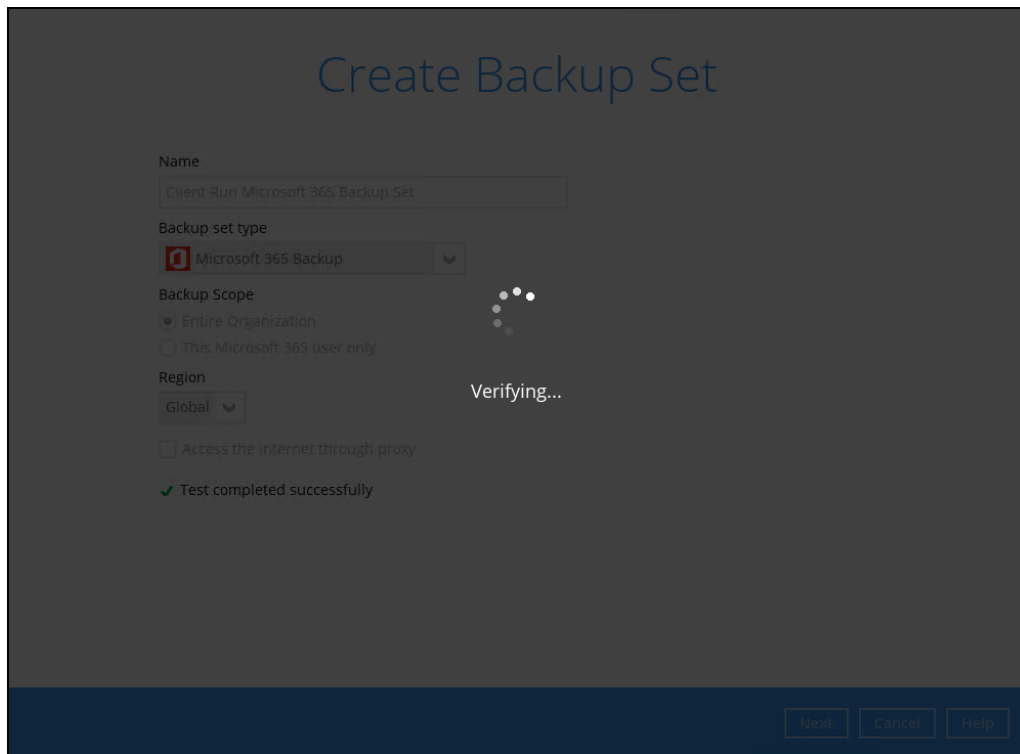 Create Backup Set
Name
Client Run Microsoft 365 Backup Set
Backup set type
Microsoft 365 Backup
Backup Scope
Entire Organization
This Microsoft 365 user only
Region
Global
Access the Internet through proxy
Test completed successfully
Verifying...
Next Cancel Help